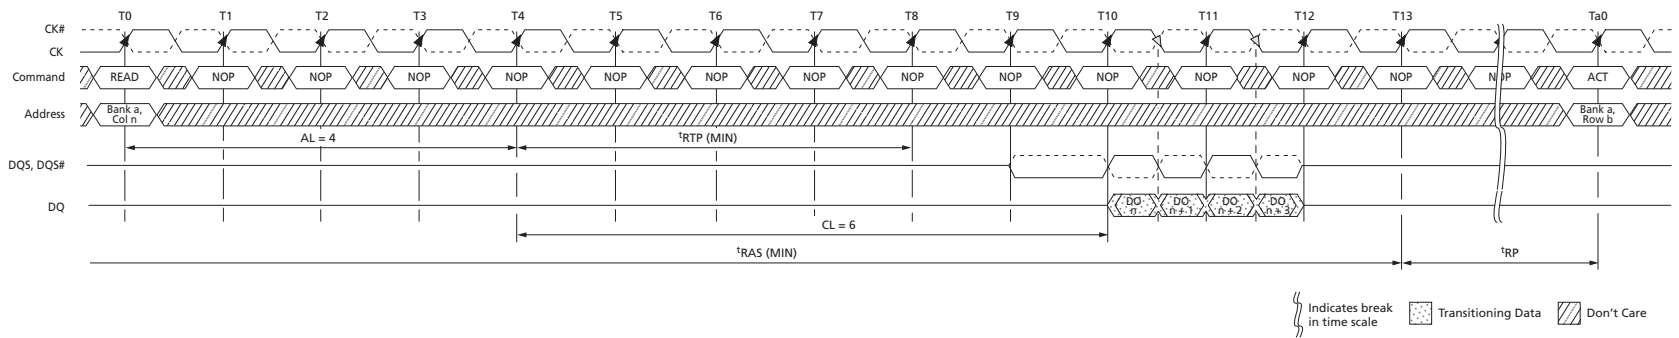 T0 T1 T2 T3 T4 T5 T6 T7 T8 T9 T10 T11 T12 T13 Ta0
CK#
CK
Command READ NOP NOP NOP NOP NOP NOP NOP NOP NOP NOP NOP NOP NOP NOP ACT
Address Bank a, Col n Bank a, Row b
AL = 4 tRTP (MIN)
DQS, DQS#
DQ DO n DO n + 1 DO n + 2 DO n + 3
CL = 6
tRAS (MIN) tRP
Indicates break
in time scale
Transitioning Data
Don't Care